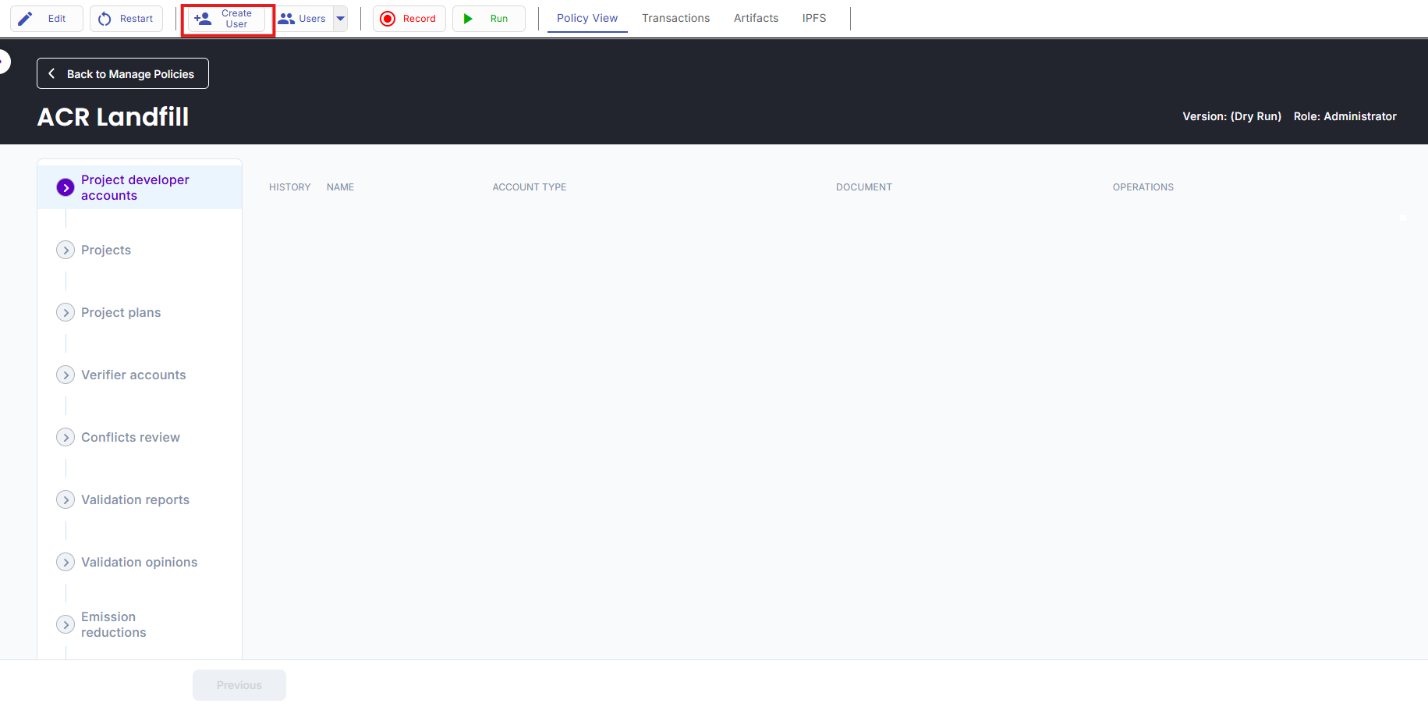 Edit
Restart
Create
User
Users
Record
Run
Policy View
Transactions
Artifacts
IPFS
Back to Manage Policies
ACR Landfill
Version: (Dry Run)
Role: Administrator
Project developer
accounts
HISTORY
NAME
ACCOUNT TYPE
DOCUMENT
OPERATIONS
Projects
Project plans
Verifier accounts
Conflicts review
Validation reports
Validation opinions
Emission
reductions
Previous